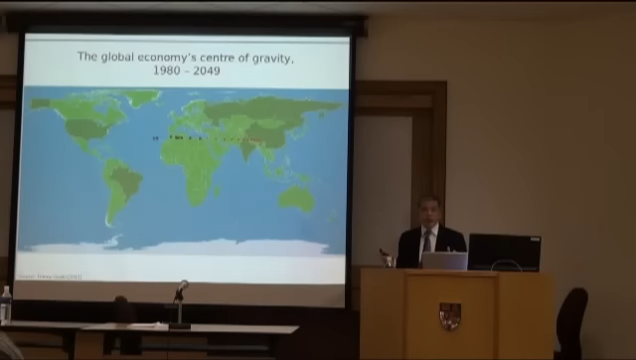 The global economy's centre of gravity,
1980 – 2049